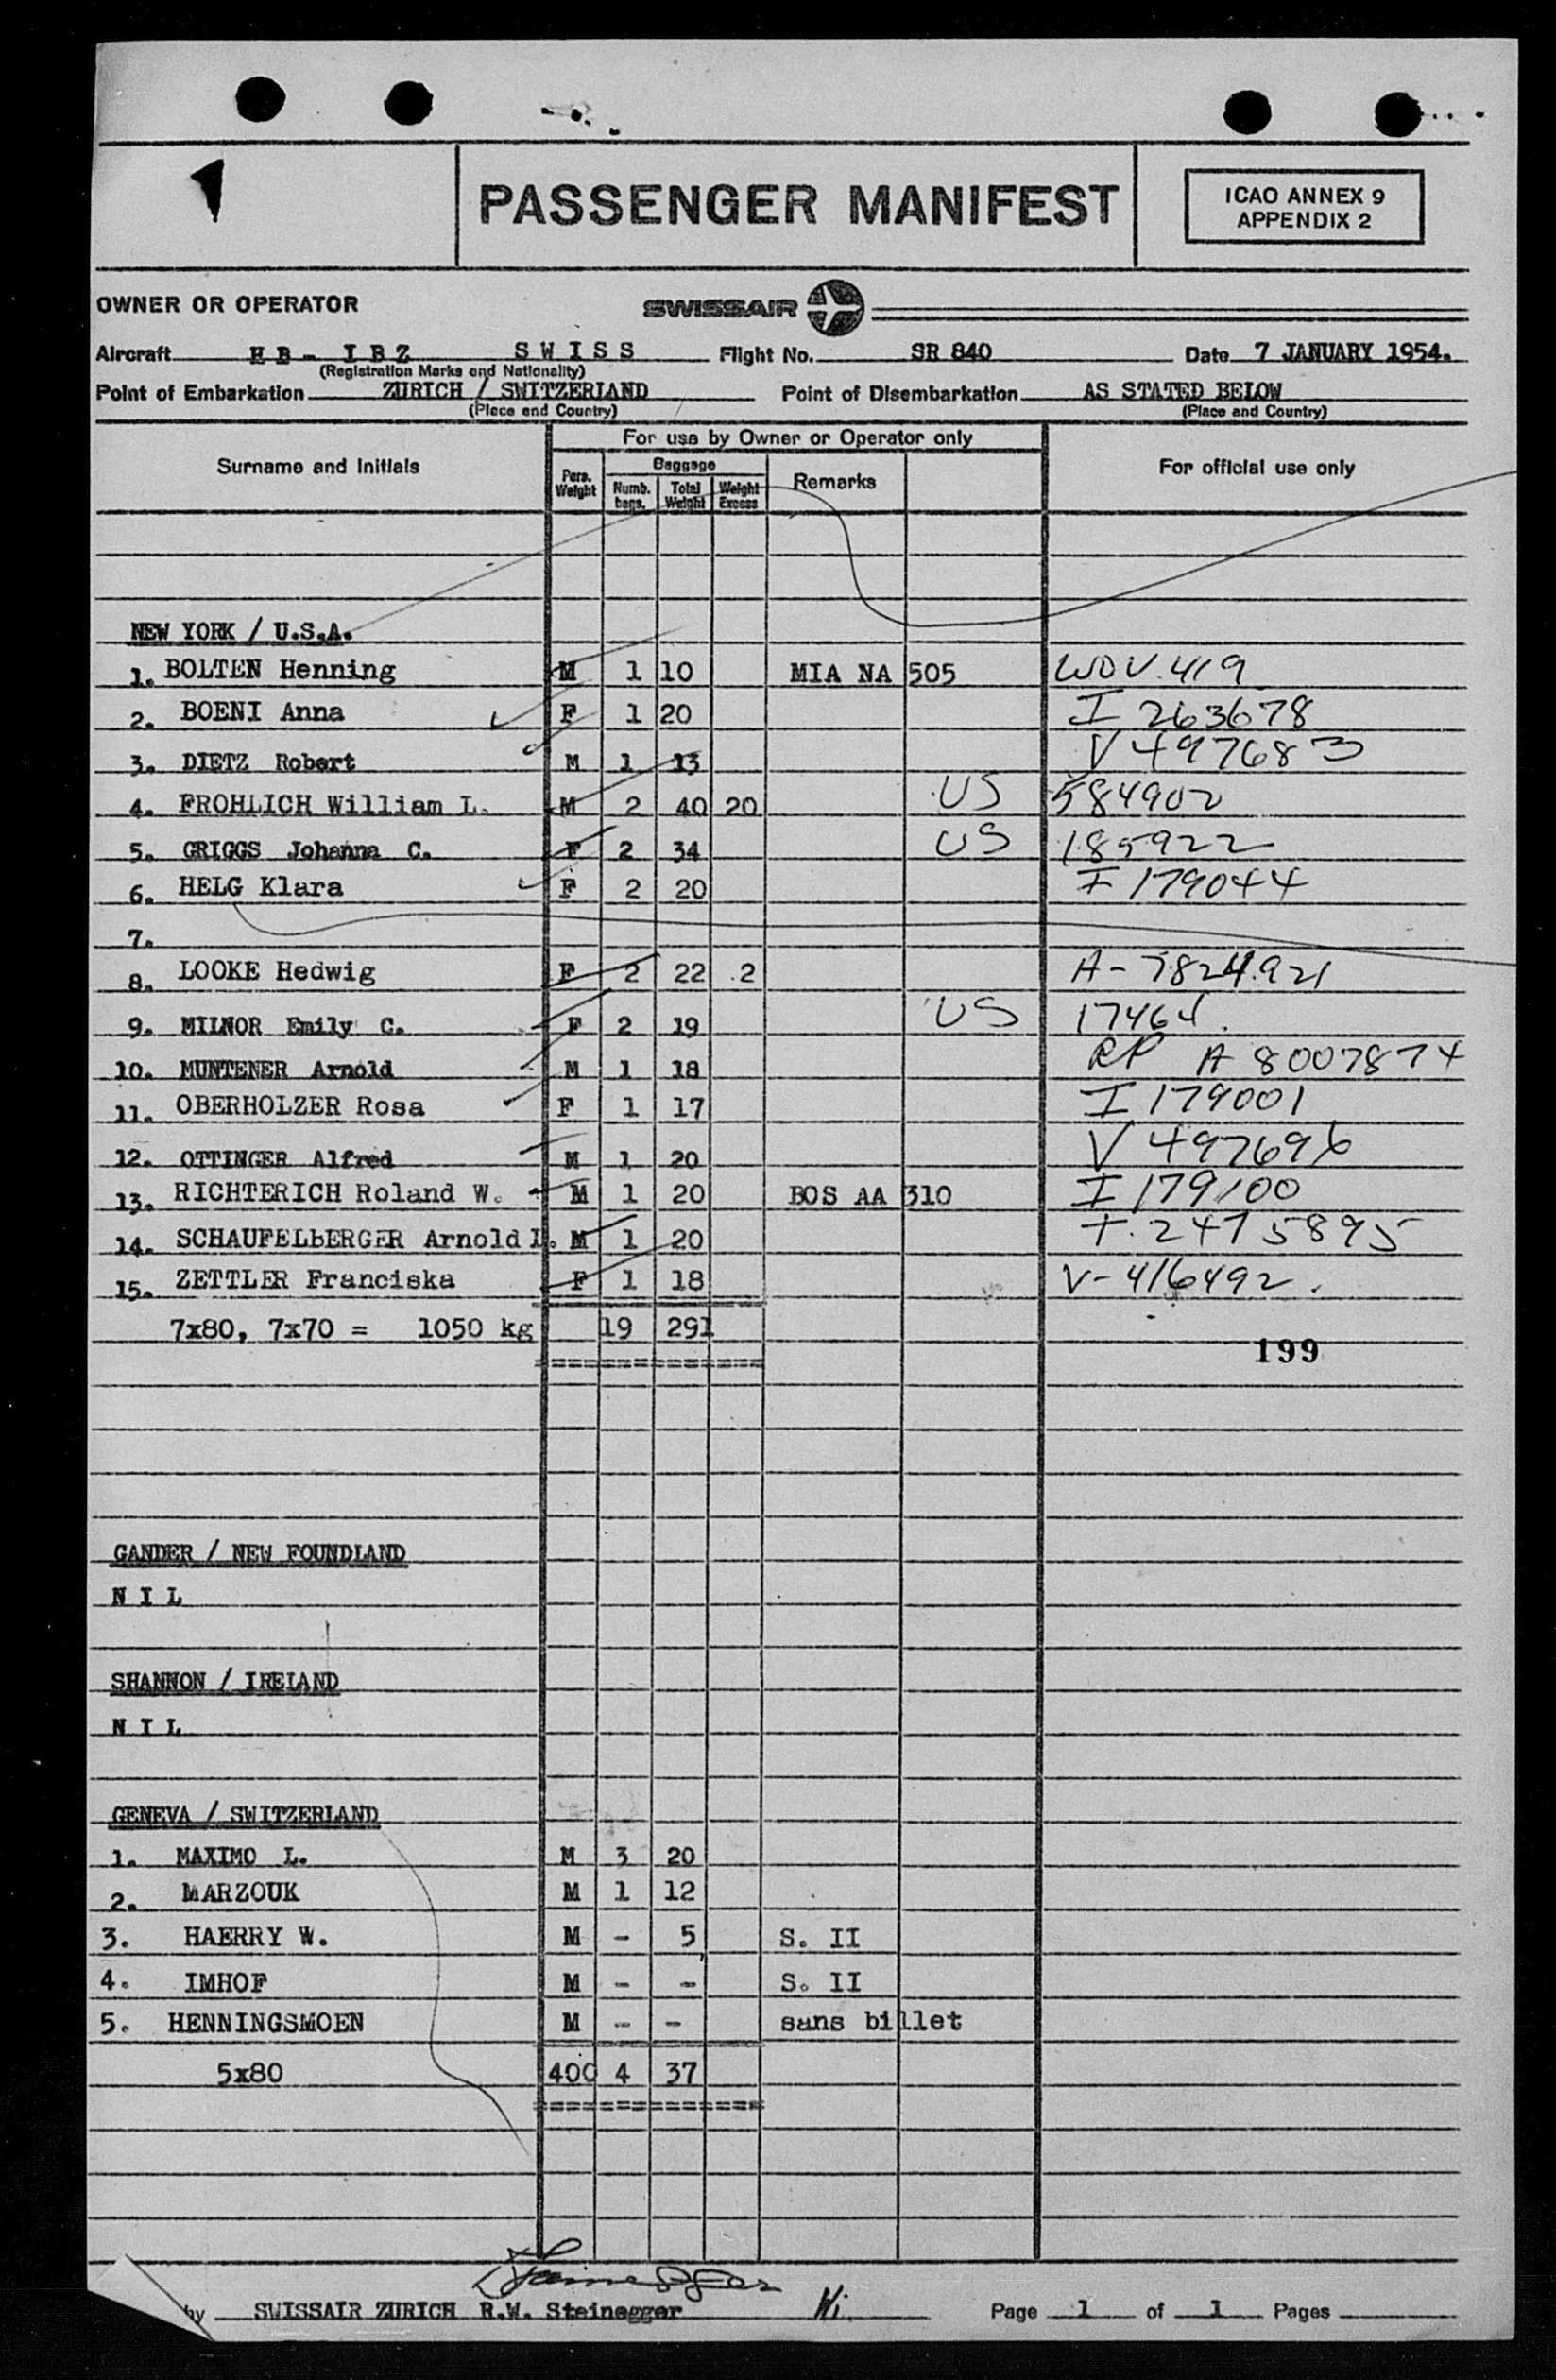 PASSENGER MANIFEST
ICAO ANNEX 9
APPENDIX 2
OWNER OR OPERATOR SWISSAIR
Aircraft HB-IBZ SWISS Flight No. SR 840 Date 7 JANUARY 1954.
(Registration Marks and Nationality)
Point of Embarkation ZURICH / SWITZERLAND Point of Disembarkation AS STATED BELOW
(Place and Country) (Place and Country)
For use by Owner or Operator only
Surname and Initials Pers. Weight Baggage Numb. bags. Total Weight Weight Excess Remarks For official use only
NEW YORK / U.S.A.
1. BOLTEN Henning M 1 10 MIA NA 505 WDV.419
2. BOENI Anna F 1 20 I 263678
3. DIETZ Robert M 1 13 V 497683
4. FROHLICH William L. M 2 40 20 US 584902
5. GRIGGS Johanna C. F 2 34 US 185922
6. HELG Klara F 2 20 I 179044
7.
8. LOOKE Hedwig F 2 22 2 A-7824921
9. MILNOR Emily C. F 2 19 US 17464.
10. MUNTENER Arnold M 1 18 RP A 8007874
11. OBERHOLZER Rosa F 1 17 I 179001
12. OTTINGER Alfred M 1 20 V 497696
13. RICHTERICH Roland W. M 1 20 BOS AA 310 I 179100
14. SCHAUFELBERGER Arnold M 1 20 2475895
15. ZETTLER Franciska F 1 18 V-416492.
7x80, 7x70 = 1050 kg 19 291
199
GANDER / NEW FOUNDLAND
N I L
SHANNON / IRELAND
N I L
GENEVA / SWITZERLAND
1. MAXIMO L. M 3 20
2. MARZOUK M 1 12
3. HAERRY W. M - 5 S. II
4. IMHOF M - - S. II
5. HENNINGSMOEN M - - sans billet
5x80 400 4 37
by SWISSAIR ZURICH R.W. Steinegger Page 1 of 1 Pages